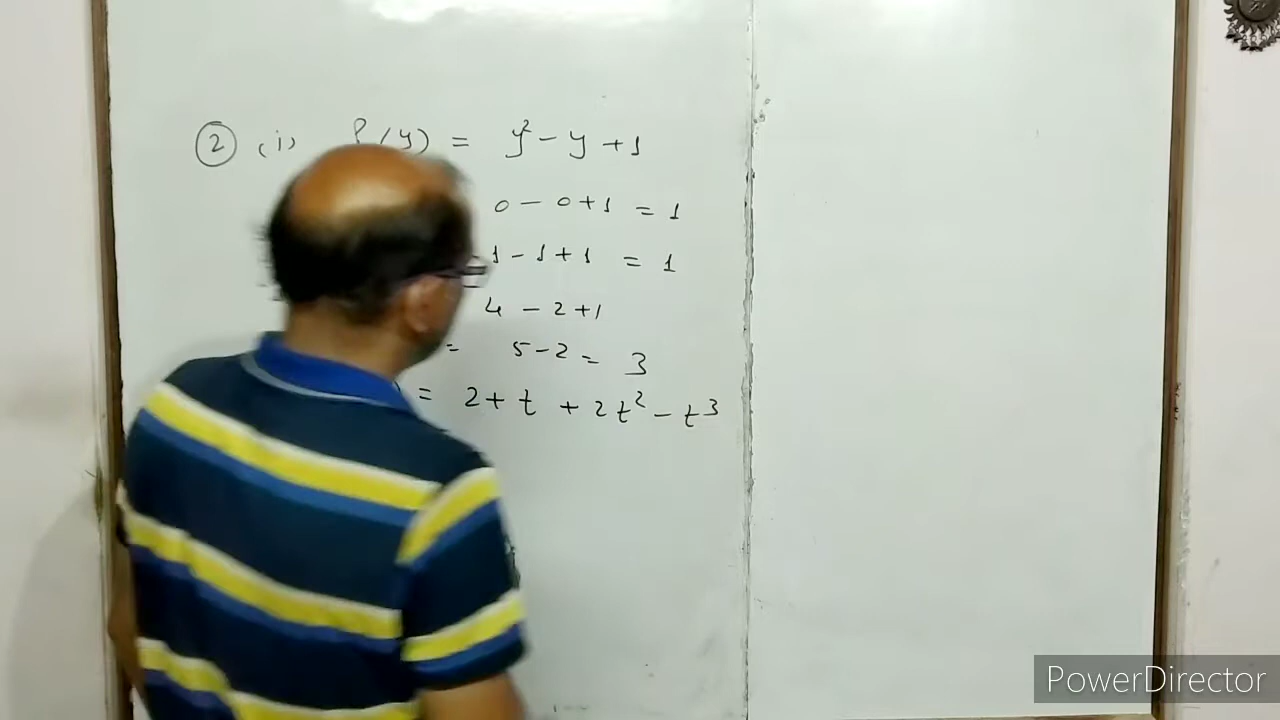 ② (i) P(y) = y² - y + 1
0 - 0 + 1 = 1
1 - 1 + 1 = 1
4 - 2 + 1
= 5 - 2 = 3
) = 2 + t + 2t² - t³
PowerDirector